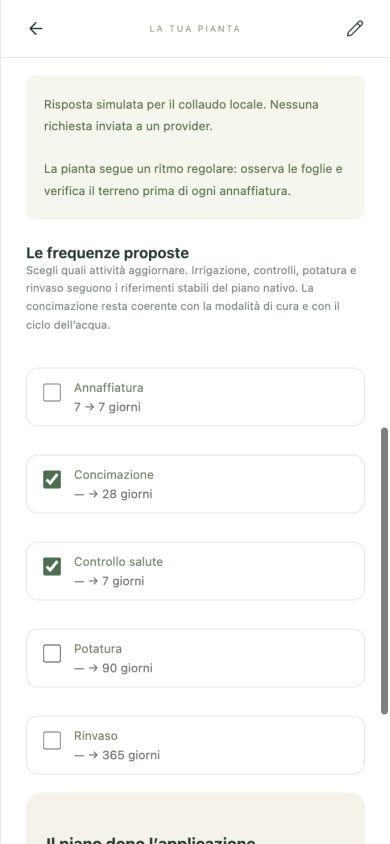 LA TUA PIANTA
Risposta simulata per il collaudo locale. Nessuna
richiesta inviata a un provider.
La pianta segue un ritmo regolare: osserva le foglie e
verifica il terreno prima di ogni annaffiatura.
Le frequenze proposte
Scegli quali attività aggiornare. Irrigazione, controlli, potatura e
rinvaso seguono i riferimenti stabili del piano nativo. La
concimazione resta coerente con la modalità di cura e con il
ciclo dell'acqua.
Annaffiatura
7 → 7 giorni
Concimazione
— → 28 giorni
Controllo salute
— → 7 giorni
Potatura
— → 90 giorni
Rinvaso
— → 365 giorni
Il piano dopo l'applicazione